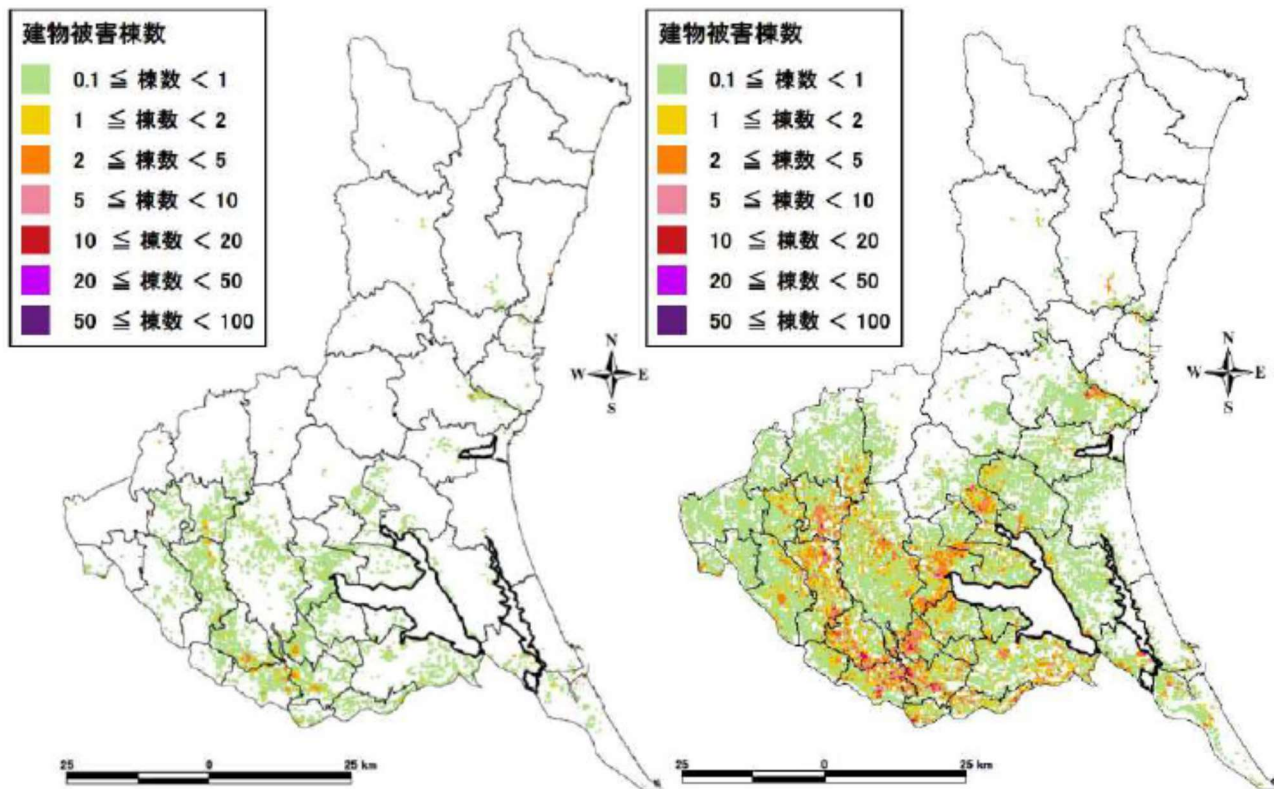 建物被害棟数
0.1 ≦ 棟数 < 1
1 ≦ 棟数 < 2
2 ≦ 棟数 < 5
5 ≦ 棟数 < 10
10 ≦ 棟数 < 20
20 ≦ 棟数 < 50
50 ≦ 棟数 < 100
N
W E
S
25 0 25 km
建物被害棟数
0.1 ≦ 棟数 < 1
1 ≦ 棟数 < 2
2 ≦ 棟数 < 5
5 ≦ 棟数 < 10
10 ≦ 棟数 < 20
20 ≦ 棟数 < 50
50 ≦ 棟数 < 100
N
W E
S
25 0 25 km